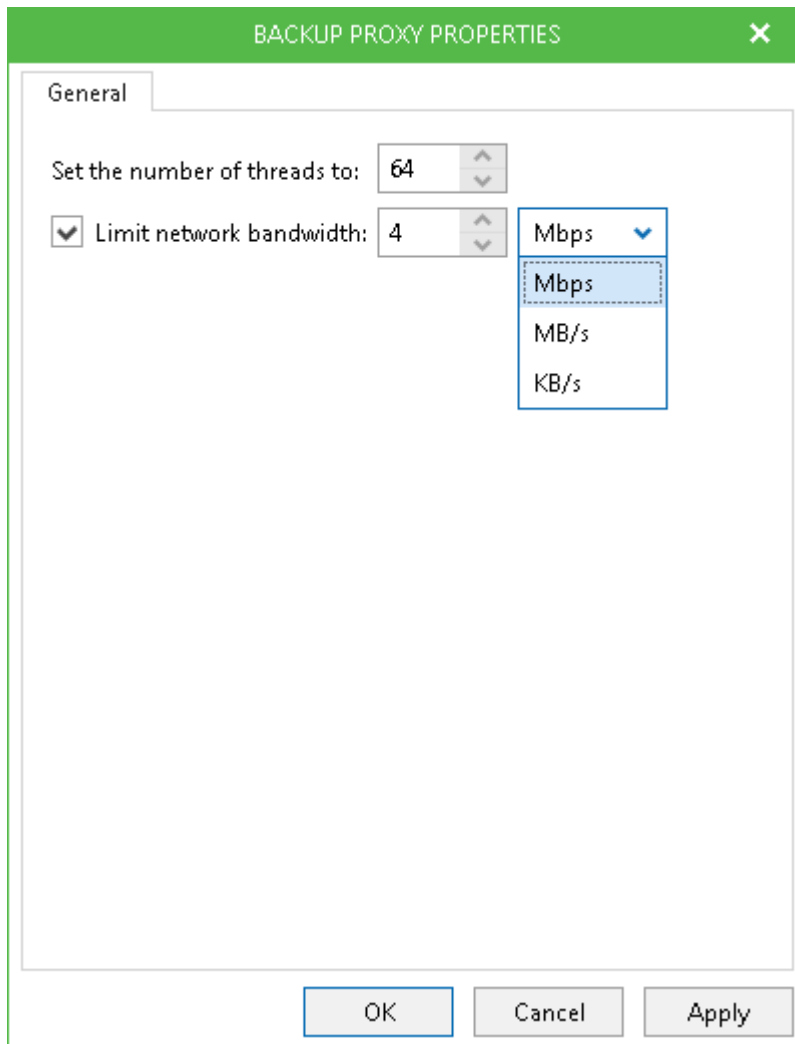 BACKUP PROXY PROPERTIES
General
Set the number of threads to: 64
Limit network bandwidth: 4 Mbps
Mbps
MB/s
KB/s
OK Cancel Apply